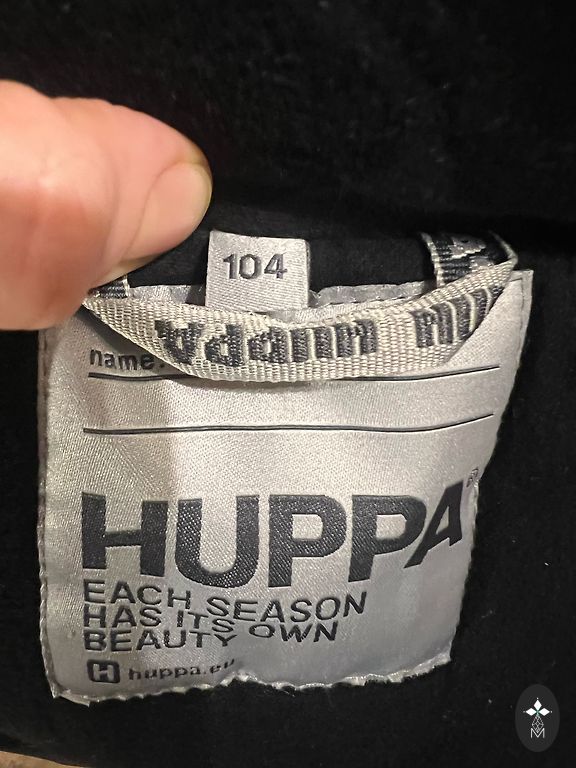 104
HUPPA
name:
HUPPA®
EACH SEASON
HAS ITS
BEAUTY OWN
H huppa.eu
M